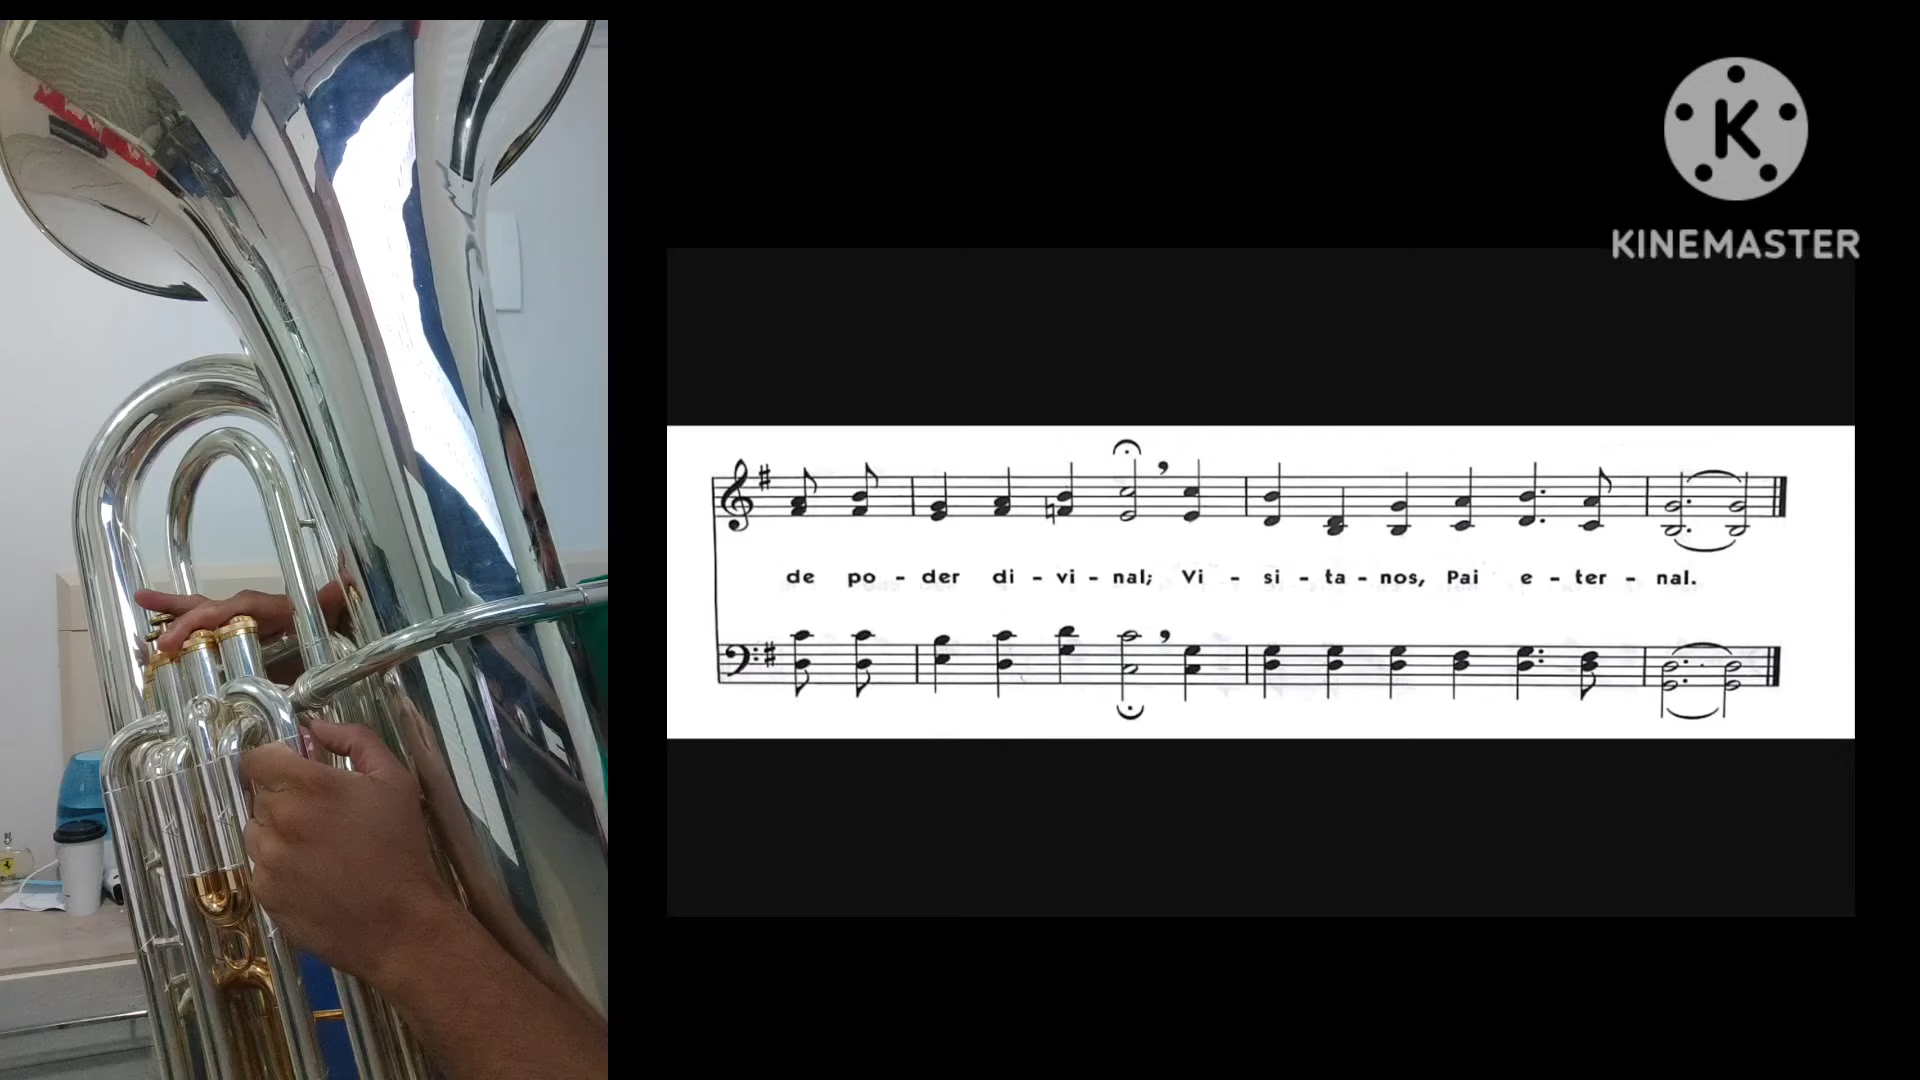 K
KINEMASTER
de po - der di - vi - nal; Vi - si - ta - nos, Pai e - ter - nal.